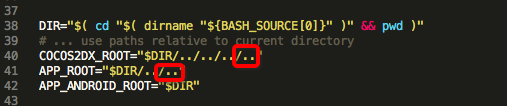 37
38 DIR="$( cd "$( dirname "${BASH_SOURCE[0]}" )" && pwd )"
39 # ... use paths relative to current directory
40 COCOS2DX_ROOT="$DIR/../../../.."
41 APP_ROOT="$DIR/../.."
42 APP_ANDROID_ROOT="$DIR"
43